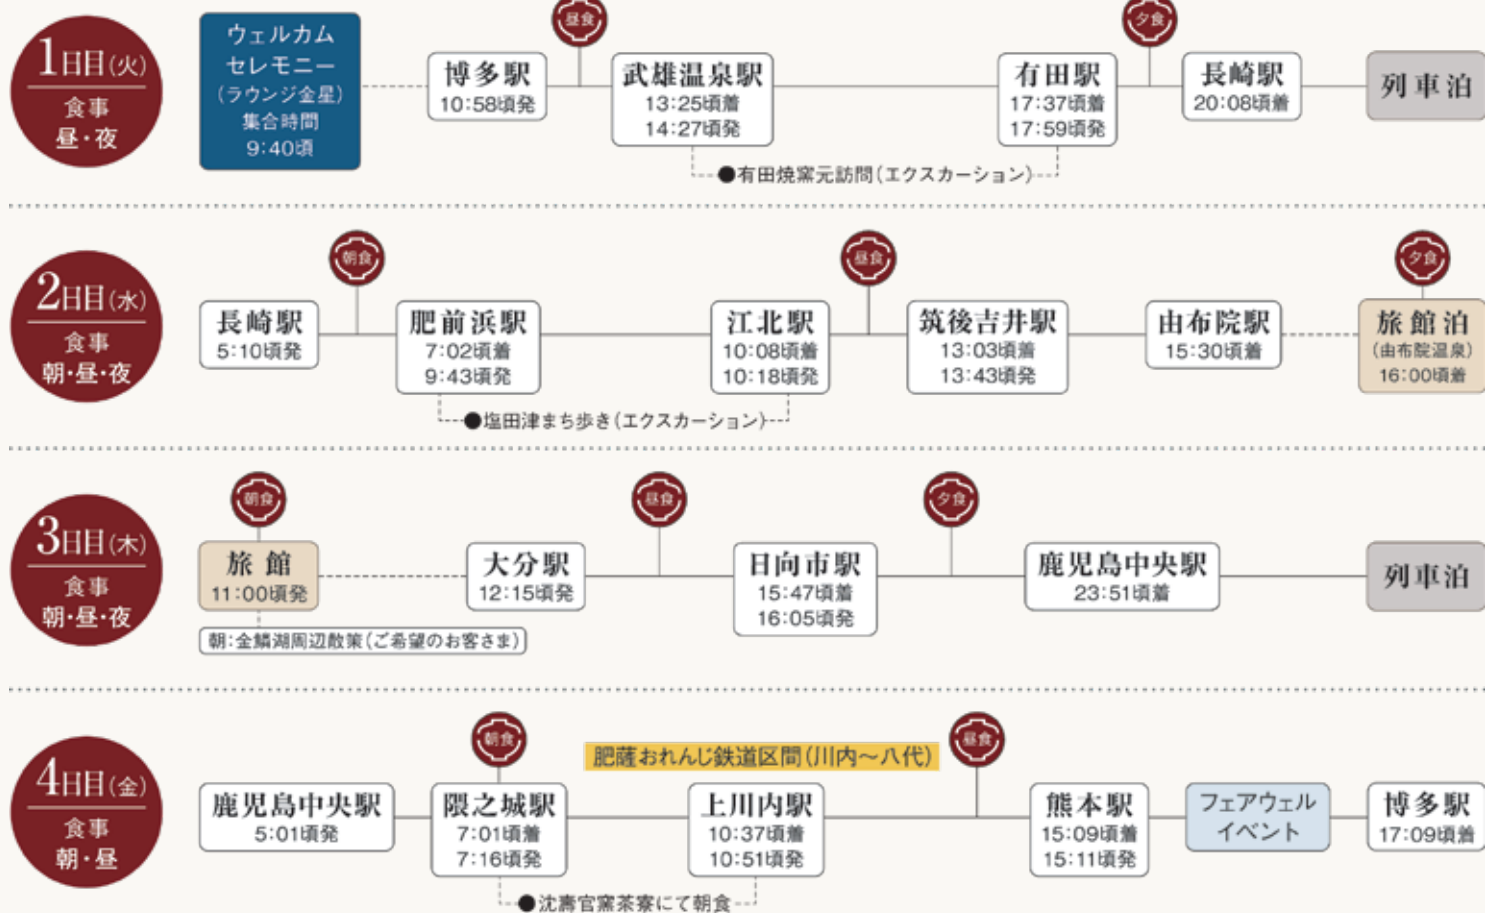 1日目(火)
食事
昼・夜
ウェルカム
セレモニー
(ラウンジ金星)
集合時間
9:40頃
博多駅
10:58頃発
昼食
武雄温泉駅
13:25頃着
14:27頃発
有田駅
17:37頃着
17:59頃発
夕食
長崎駅
20:08頃着
列車泊
●有田焼窯元訪問(エクスカーション)
2日目(水)
食事
朝・昼・夜
長崎駅
5:10頃発
朝食
肥前浜駅
7:02頃着
9:43頃発
江北駅
10:08頃着
10:18頃発
昼食
筑後吉井駅
13:03頃着
13:43頃発
由布院駅
15:30頃着
夕食
旅館泊
(由布院温泉)
16:00頃着
●塩田津まち歩き(エクスカーション)
3日目(木)
食事
朝・昼・夜
朝食
旅館
11:00頃発
朝:金鱗湖周辺散策(ご希望のお客さま)
大分駅
12:15頃発
昼食
日向市駅
15:47頃着
16:05頃発
夕食
鹿児島中央駅
23:51頃着
列車泊
4日目(金)
食事
朝・昼
鹿児島中央駅
5:01頃発
朝食
隈之城駅
7:01頃着
7:16頃発
肥薩おれんじ鉄道区間(川内〜八代)
上川内駅
10:37頃着
10:51頃発
昼食
熊本駅
15:09頃着
15:11頃発
フェアウェル
イベント
博多駅
17:09頃着
●沈壽官窯茶寮にて朝食